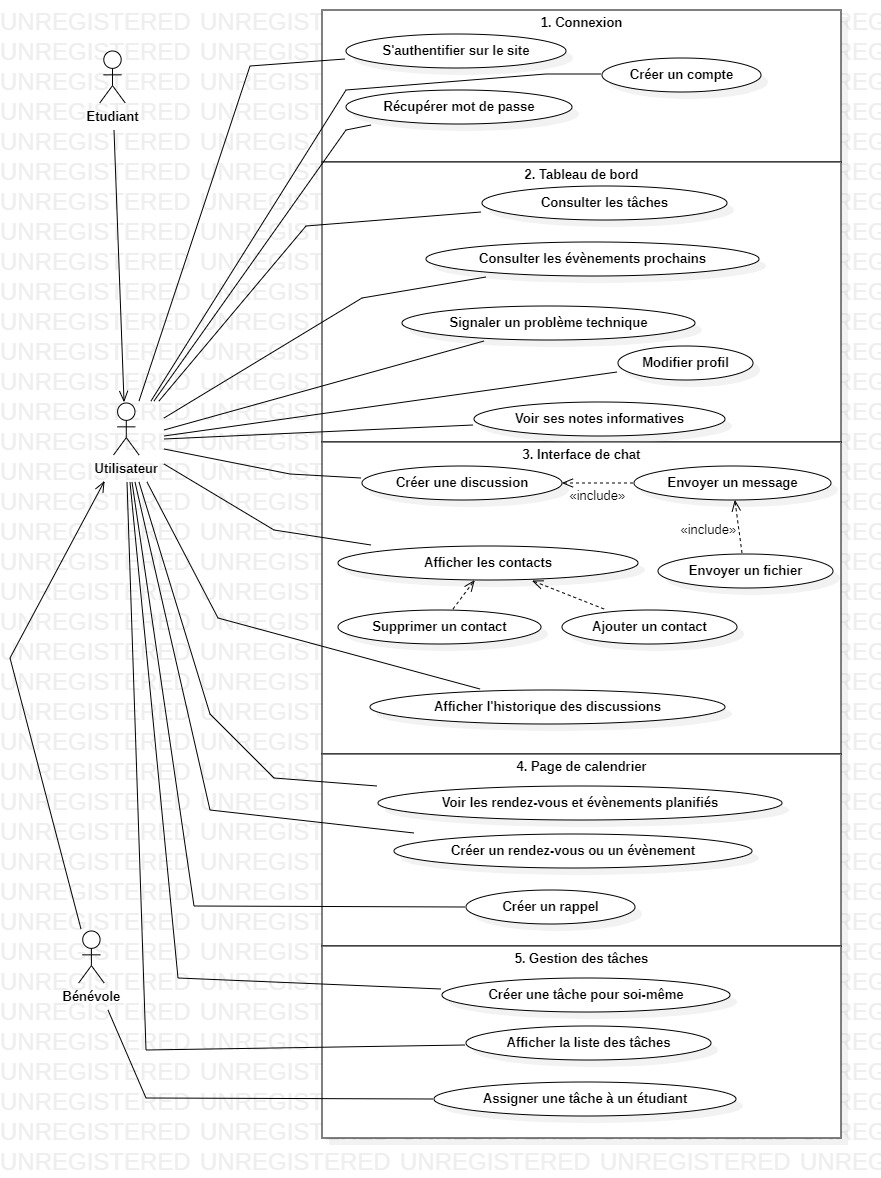 1. Connexion
S'authentifier sur le site
Créer un compte
Récupérer mot de passe
Etudiant
2. Tableau de bord
Consulter les tâches
Consulter les évènements prochains
Signaler un problème technique
Modifier profil
Voir ses notes informatives
Utilisateur
3. Interface de chat
Créer une discussion
Envoyer un message
«include»
«include»
Afficher les contacts
Envoyer un fichier
Supprimer un contact
Ajouter un contact
Afficher l'historique des discussions
4. Page de calendrier
Voir les rendez-vous et évènements planifiés
Créer un rendez-vous ou un évènement
Créer un rappel
5. Gestion des tâches
Bénévole
Créer une tâche pour soi-même
Afficher la liste des tâches
Assigner une tâche à un étudiant
UNREGISTERED UNREGISTERED UNREGISTERED UNREGISTERED UNREG